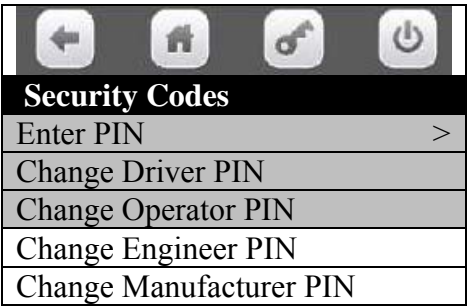 Security Codes
Enter PIN >
Change Driver PIN
Change Operator PIN
Change Engineer PIN
Change Manufacturer PIN